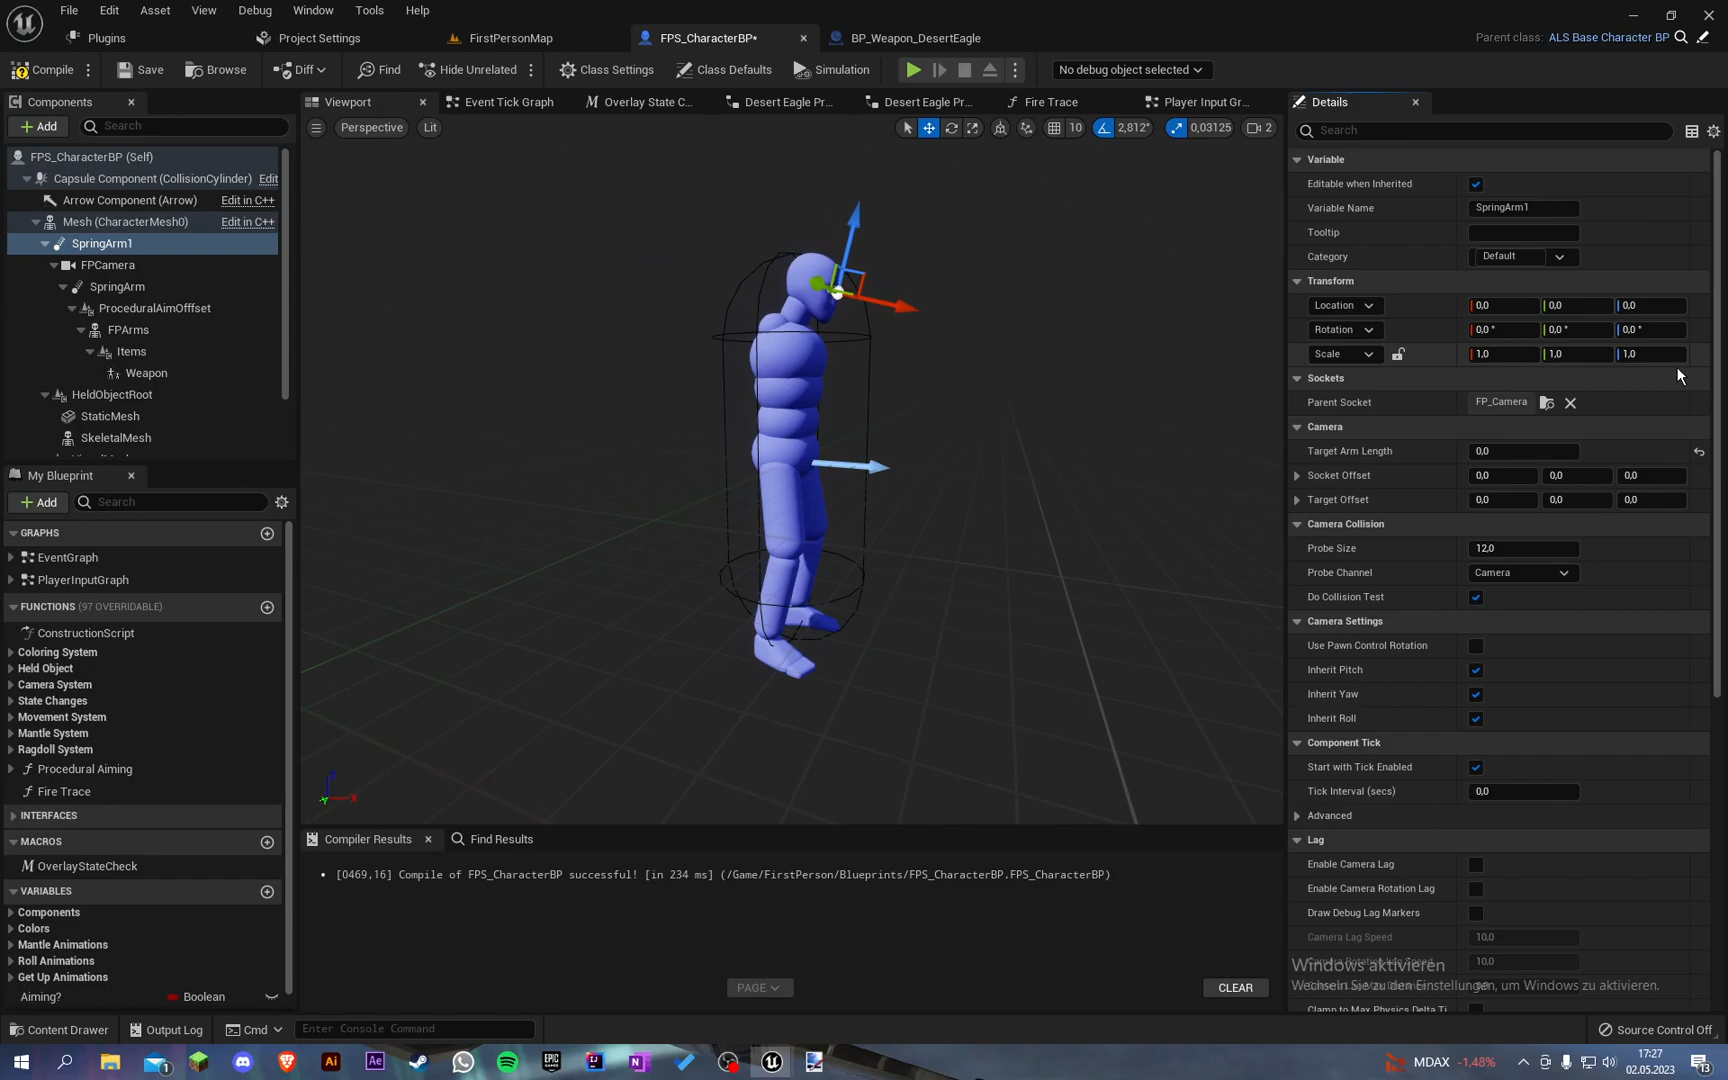 File Edit Asset View Debug Window Tools Help
Plugins Project Settings FirstPersonMap FPS_CharacterBP* BP_Weapon_DesertEagle Parent class: ALS Base Character BP
Compile Save Browse Diff Find Hide Unrelated Class Settings Class Defaults Simulation No debug object selected
Components
Add Search
FPS_CharacterBP (Self)
Capsule Component (CollisionCylinder) Edit
Arrow Component (Arrow) Edit in C++
Mesh (CharacterMesh0) Edit in C++
SpringArm1
FPCamera
SpringArm
ProceduralAimOfffset
FPArms
Items
Weapon
HeldObjectRoot
StaticMesh
SkeletalMesh
My Blueprint
Add Search
GRAPHS
EventGraph
PlayerInputGraph
FUNCTIONS (97 OVERRIDABLE)
ConstructionScript
Coloring System
Held Object
Camera System
State Changes
Movement System
Mantle System
Ragdoll System
Procedural Aiming
Fire Trace
INTERFACES
MACROS
OverlayStateCheck
VARIABLES
Components
Colors
Mantle Animations
Roll Animations
Get Up Animations
Aiming? Boolean
Viewport Event Tick Graph Overlay State C... Desert Eagle Pr... Desert Eagle Pr... Fire Trace Player Input Gr...
Perspective Lit 10 2,812° 0,03125 2
Z
X
Y
Compiler Results Find Results
• [0469,16] Compile of FPS_CharacterBP successful! [in 234 ms] (/Game/FirstPerson/Blueprints/FPS_CharacterBP.FPS_CharacterBP)
PAGE CLEAR
Details
Search
Variable
Editable when Inherited
Variable Name SpringArm1
Tooltip
Category Default
Transform
Location 0,0 0,0 0,0
Rotation 0,0 ° 0,0 ° 0,0 °
Scale 1,0 1,0 1,0
Sockets
Parent Socket FP_Camera
Camera
Target Arm Length 0,0
Socket Offset 0,0 0,0 0,0
Target Offset 0,0 0,0 0,0
Camera Collision
Probe Size 12,0
Probe Channel Camera
Do Collision Test
Camera Settings
Use Pawn Control Rotation
Inherit Pitch
Inherit Yaw
Inherit Roll
Component Tick
Start with Tick Enabled
Tick Interval (secs) 0,0
Advanced
Lag
Enable Camera Lag
Enable Camera Rotation Lag
Draw Debug Lag Markers
Camera Lag Speed 10,0
10,0
Windows aktivieren
Wechseln Sie zu den Einstellungen, um Windows zu aktivieren.
Clamp to Max Physics Delta Ti
Content Drawer Output Log Cmd Enter Console Command Source Control Off
1 Ai Ae EPIC GAMES IJ N MDAX -1,48% 17:27
02.05.2023 13